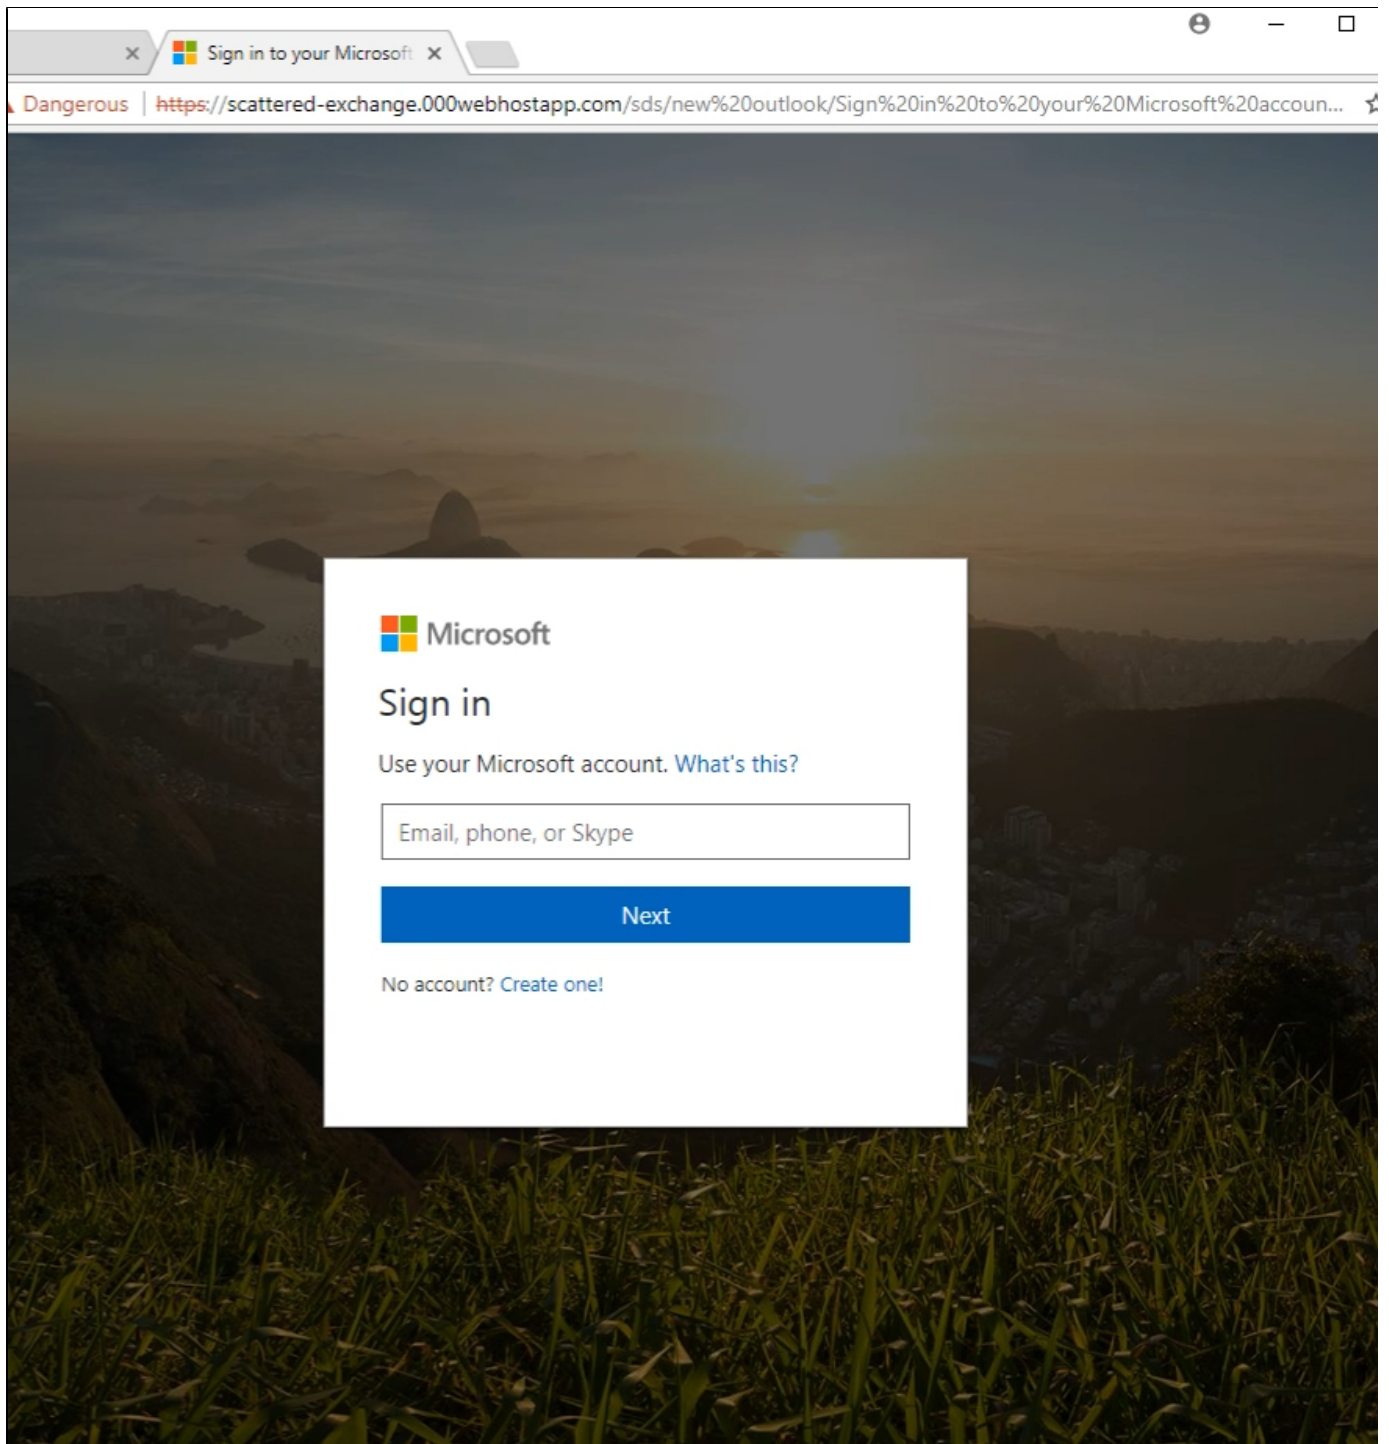 Sign in to your Microsoft
Dangerous https://scattered-exchange.000webhostapp.com/sds/new%20outlook/Sign%20in%20to%20your%20Microsoft%20accoun...
Microsoft
Sign in
Use your Microsoft account. What's this?
Email, phone, or Skype
Next
No account? Create one!